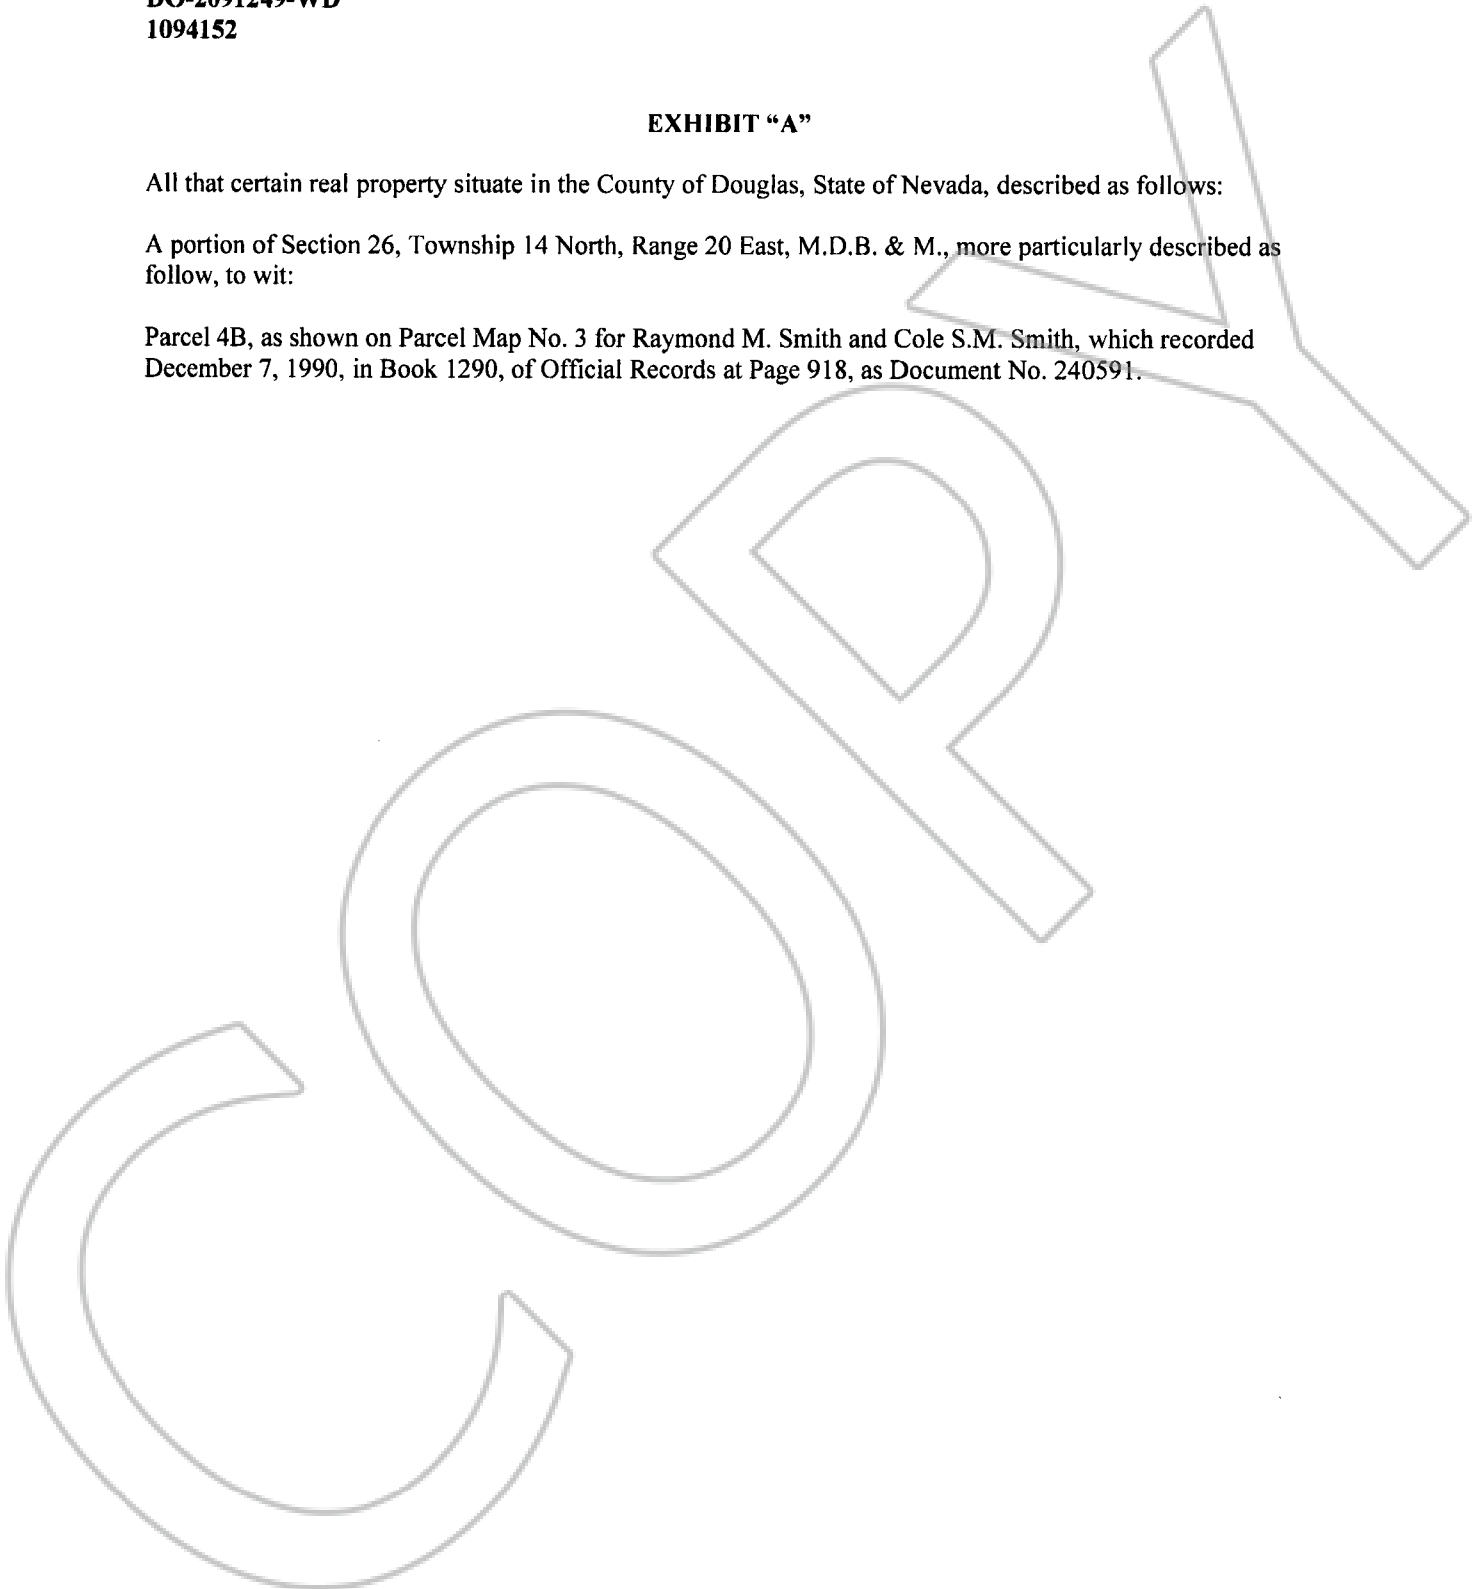 DO-2091249-WD
1094152
EXHIBIT “A”
All that certain real property situate in the County of Douglas, State of Nevada, described as follows:
A portion of Section 26, Township 14 North, Range 20 East, M.D.B. & M., more particularly described as
follow, to wit:
Parcel 4B, as shown on Parcel Map No. 3 for Raymond M. Smith and Cole S.M. Smith, which recorded
December 7, 1990, in Book 1290, of Official Records at Page 918, as Document No. 240591.
COPY